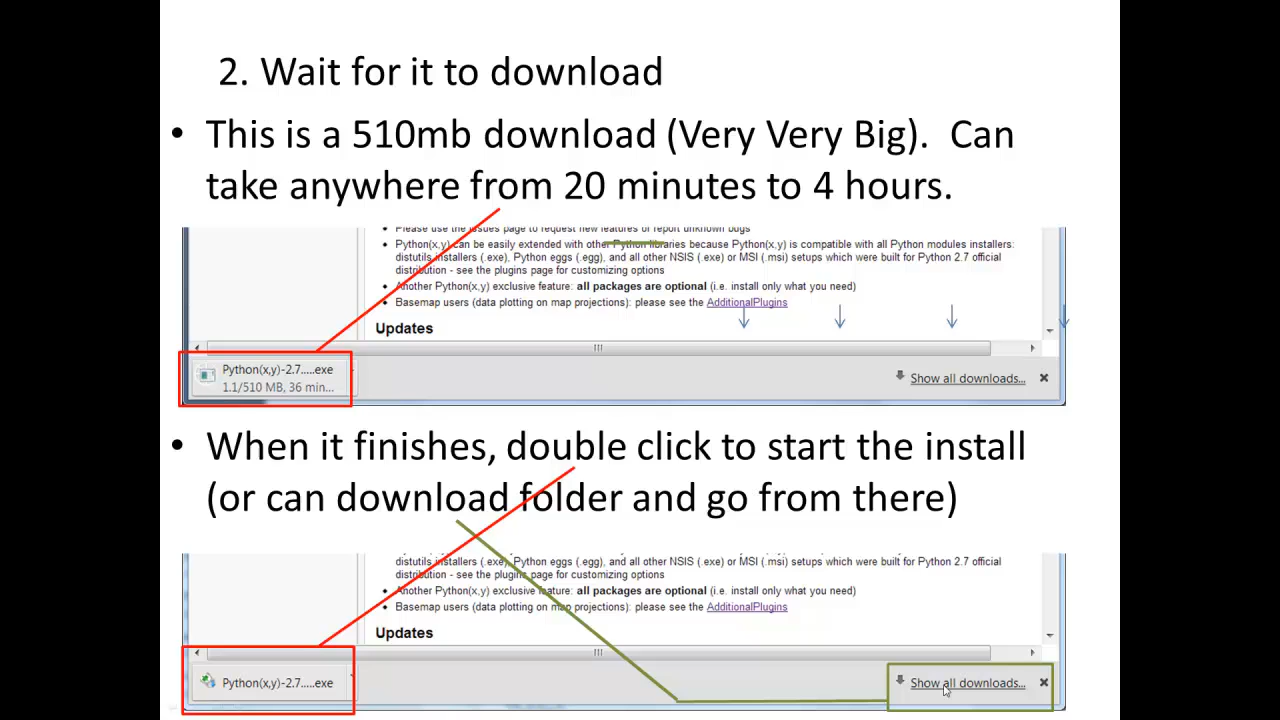 2. Wait for it to download
• This is a 510mb download (Very Very Big). Can
take anywhere from 20 minutes to 4 hours.
Please use the issues page to request new features or report unknown bugs
• Python(x,y) can be easily extended with other Python libraries because Python(x,y) is compatible with all Python modules installers:
distutils installers (.exe), Python eggs (.egg), and all other NSIS (.exe) or MSI (.msi) setups which were built for Python 2.7 official
distribution - see the plugins page for customizing options
• Another Python(x,y) exclusive feature: all packages are optional (i.e. install only what you need)
• Basemap users (data plotting on map projections): please see the AdditionalPlugins
Updates
Python(x,y)-2.7.....exe
1.1/510 MB, 36 min...
Show all downloads...
• When it finishes, double click to start the install
(or can download folder and go from there)
distutils installers (.exe), Python eggs (.egg), and all other NSIS (.exe) or MSI (.msi) setups which were built for Python 2.7 official
distribution - see the plugins page for customizing options
• Another Python(x,y) exclusive feature: all packages are optional (i.e. install only what you need)
• Basemap users (data plotting on map projections): please see the AdditionalPlugins
Updates
Python(x,y)-2.7.....exe
Show all downloads...